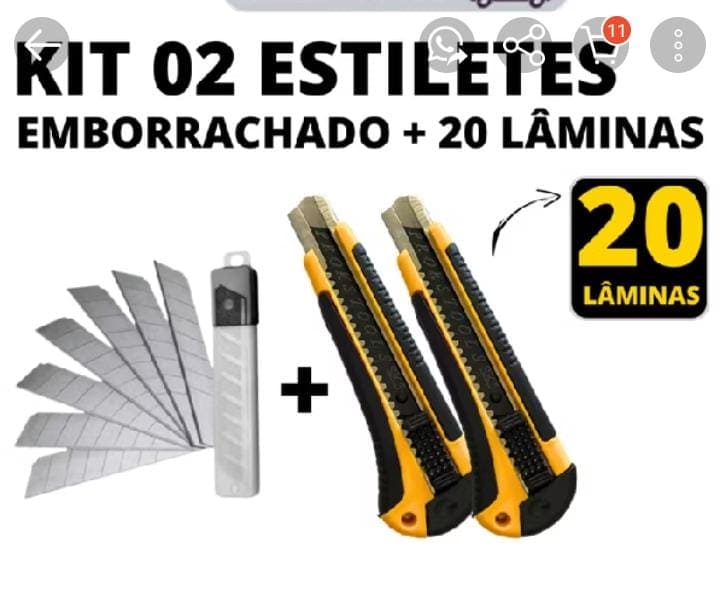 11
KIT 02 ESTILETES
EMBORRACHADO + 20 LÂMINAS
20
LÂMINAS
+